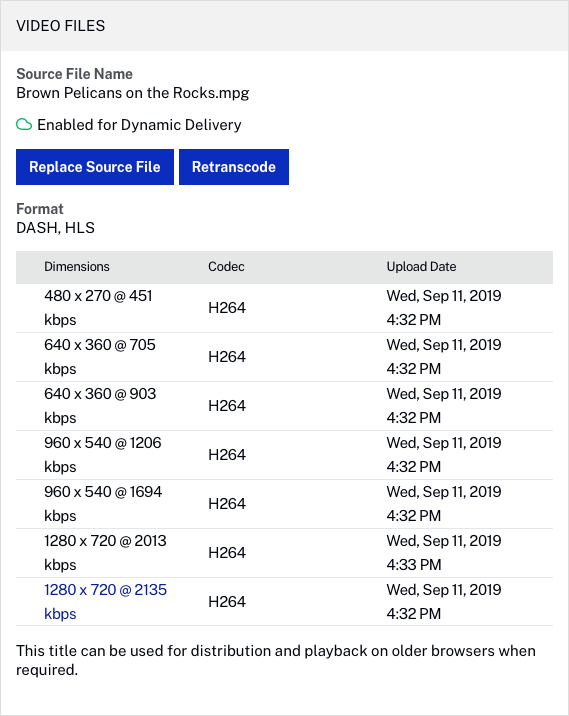 VIDEO FILES
Source File Name
Brown Pelicans on the Rocks.mpg
Enabled for Dynamic Delivery
Replace Source File Retranscode
Format
DASH, HLS
Dimensions Codec Upload Date
480 x 270 @ 451 kbps H264 Wed, Sep 11, 2019 4:32 PM
640 x 360 @ 705 kbps H264 Wed, Sep 11, 2019 4:32 PM
640 x 360 @ 903 kbps H264 Wed, Sep 11, 2019 4:32 PM
960 x 540 @ 1206 kbps H264 Wed, Sep 11, 2019 4:32 PM
960 x 540 @ 1694 kbps H264 Wed, Sep 11, 2019 4:32 PM
1280 x 720 @ 2013 kbps H264 Wed, Sep 11, 2019 4:33 PM
1280 x 720 @ 2135 kbps H264 Wed, Sep 11, 2019 4:32 PM
This title can be used for distribution and playback on older browsers when
required.